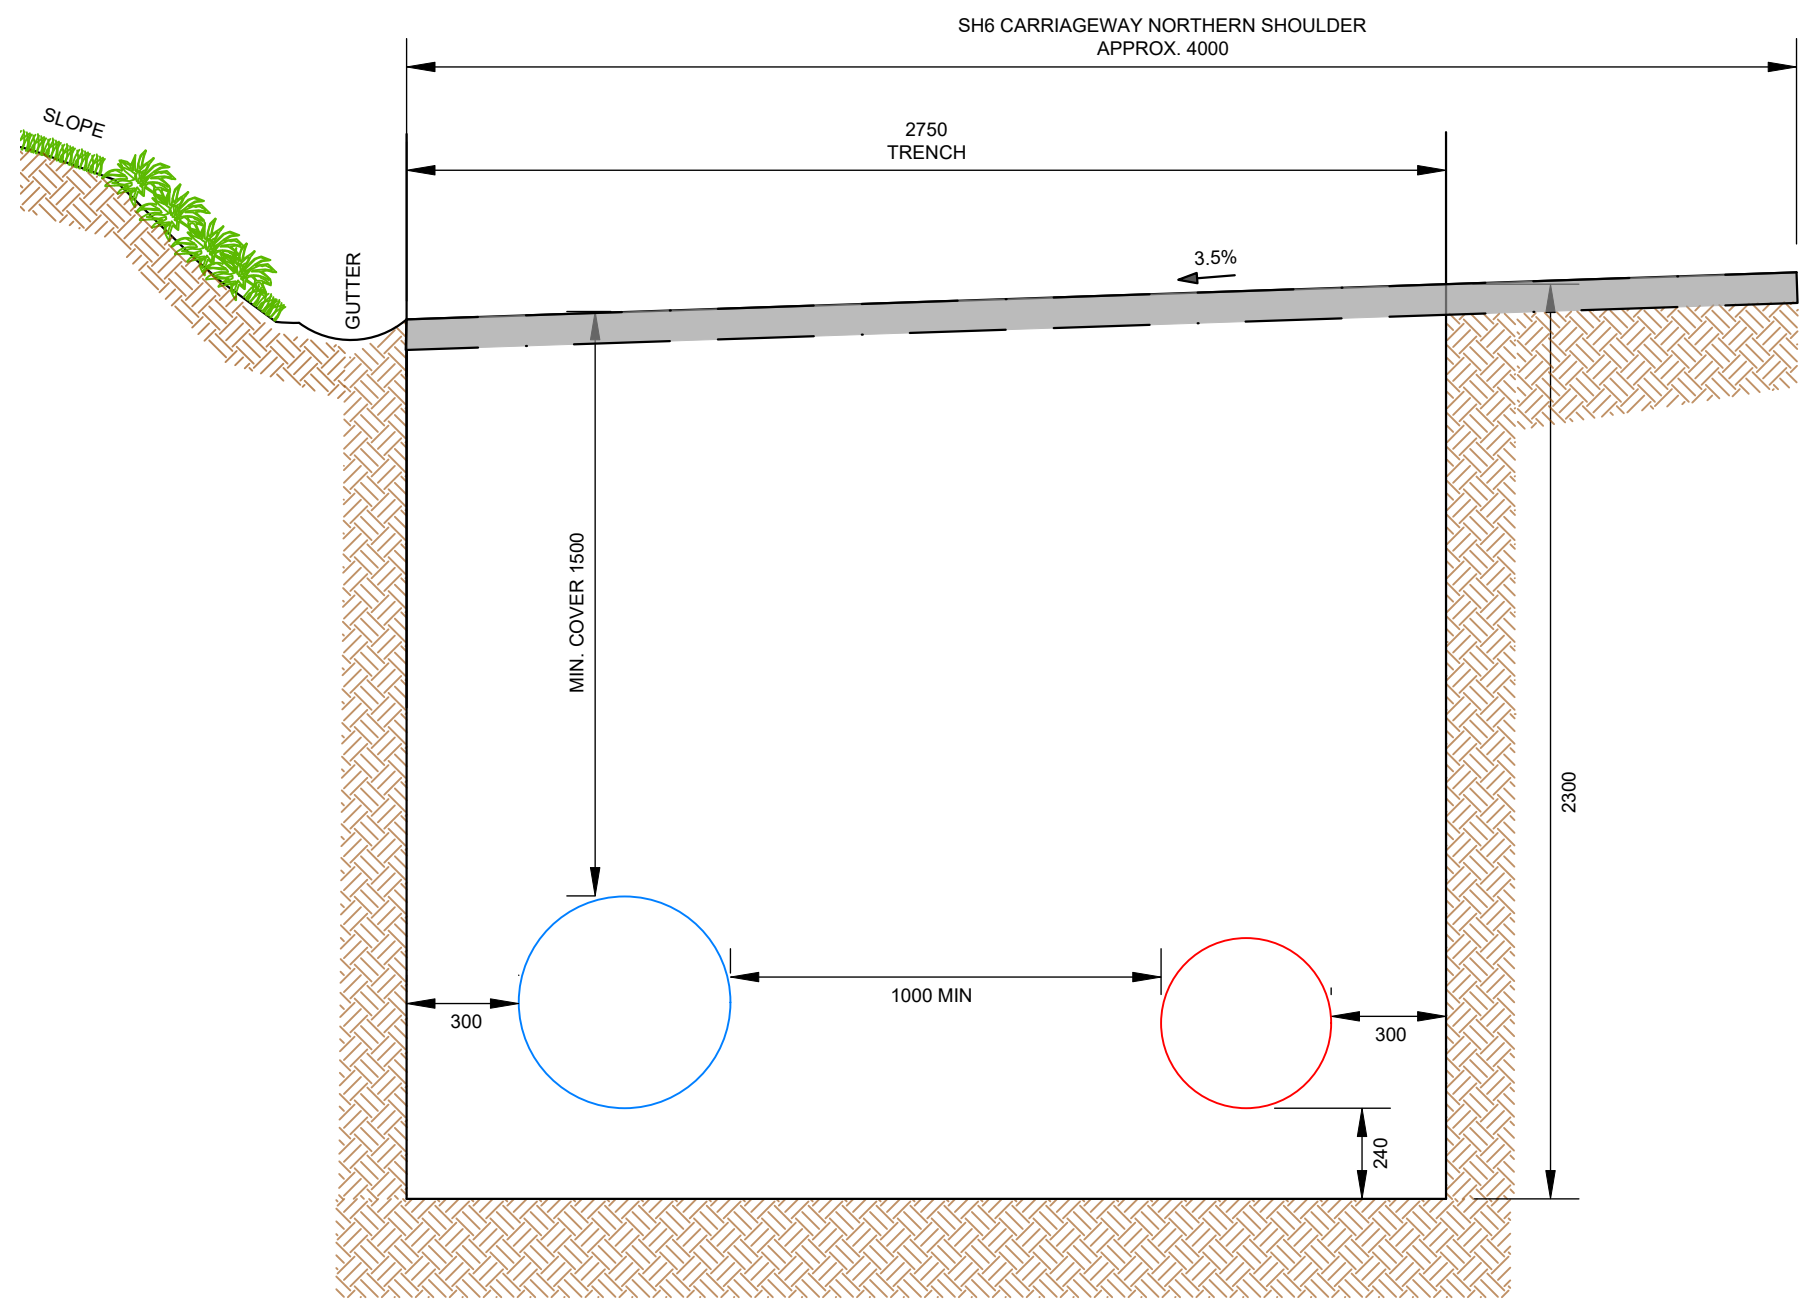 SH6 CARRIAGEWAY NORTHERN SHOULDER
APPROX. 4000
SLOPE
2750
TRENCH
GUTTER
3.5%
MIN. COVER 1500
2300
1000 MIN
300
300
240